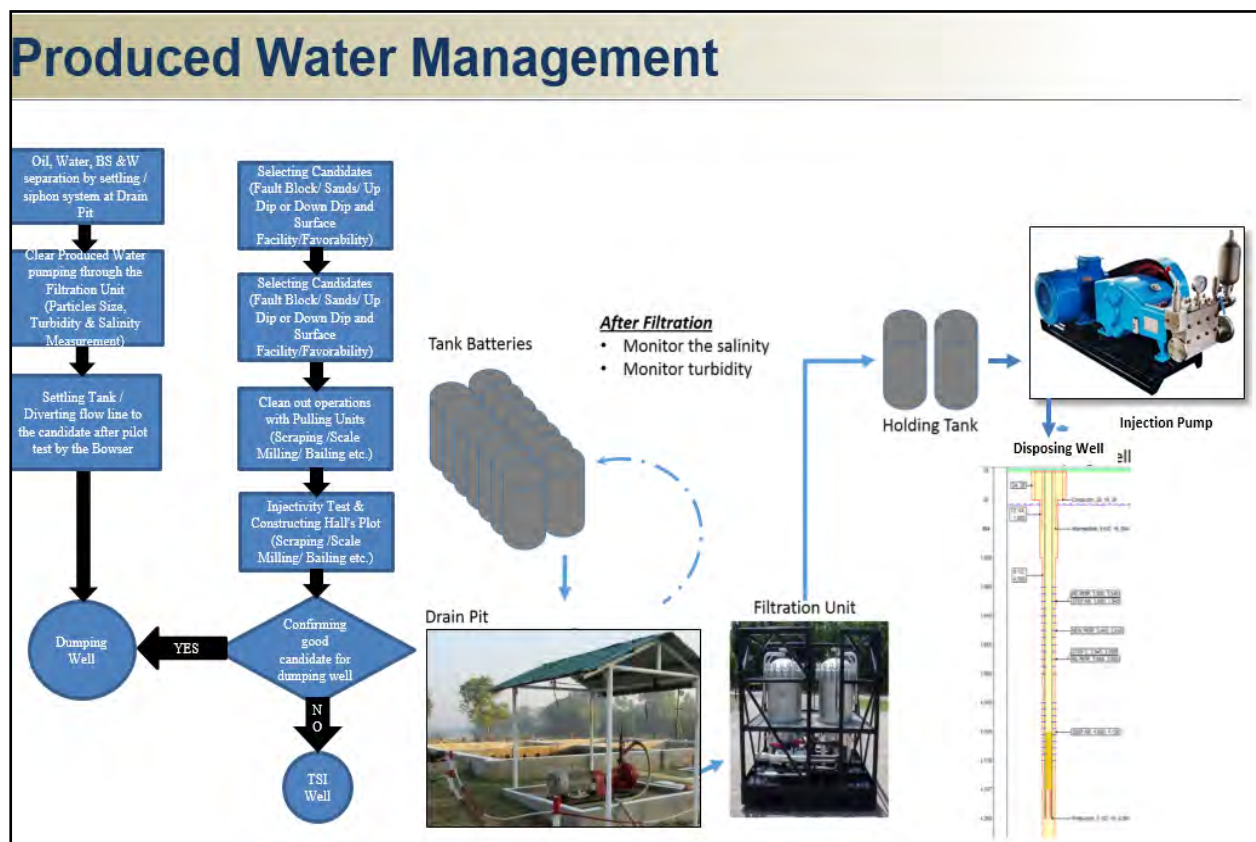 Produced Water Management
Oil, Water, BS &W
separation by settling /
siphon system at Drain
Pit
Clear Produced Water
pumping through the
Filtration Unit
(Particles Size,
Turbidity & Salinity
Measurement)
Settling Tank /
Diverting flow line to
the candidate after pilot
test by the Bowser
Dumping
Well
Selecting Candidates
(Fault Block/ Sands/ Up
Dip or Down Dip and
Surface
Facility/Favorability)
Selecting Candidates
(Fault Block/ Sands/ Up
Dip or Down Dip and
Surface
Facility/Favorability)
Clean out operations
with Pulling Units
(Scraping /Scale
Milling/ Bailing etc.)
Injectivity Test &
Constructing Hall's Plot
(Scraping /Scale
Milling/ Bailing etc.)
Confirming
good
candidate for
dumping well
YES
N
O
TSI
Well
Tank Batteries
After Filtration
• Monitor the salinity
• Monitor turbidity
Drain Pit
Filtration Unit
Holding Tank
Injection Pump
Disposing Well
ell